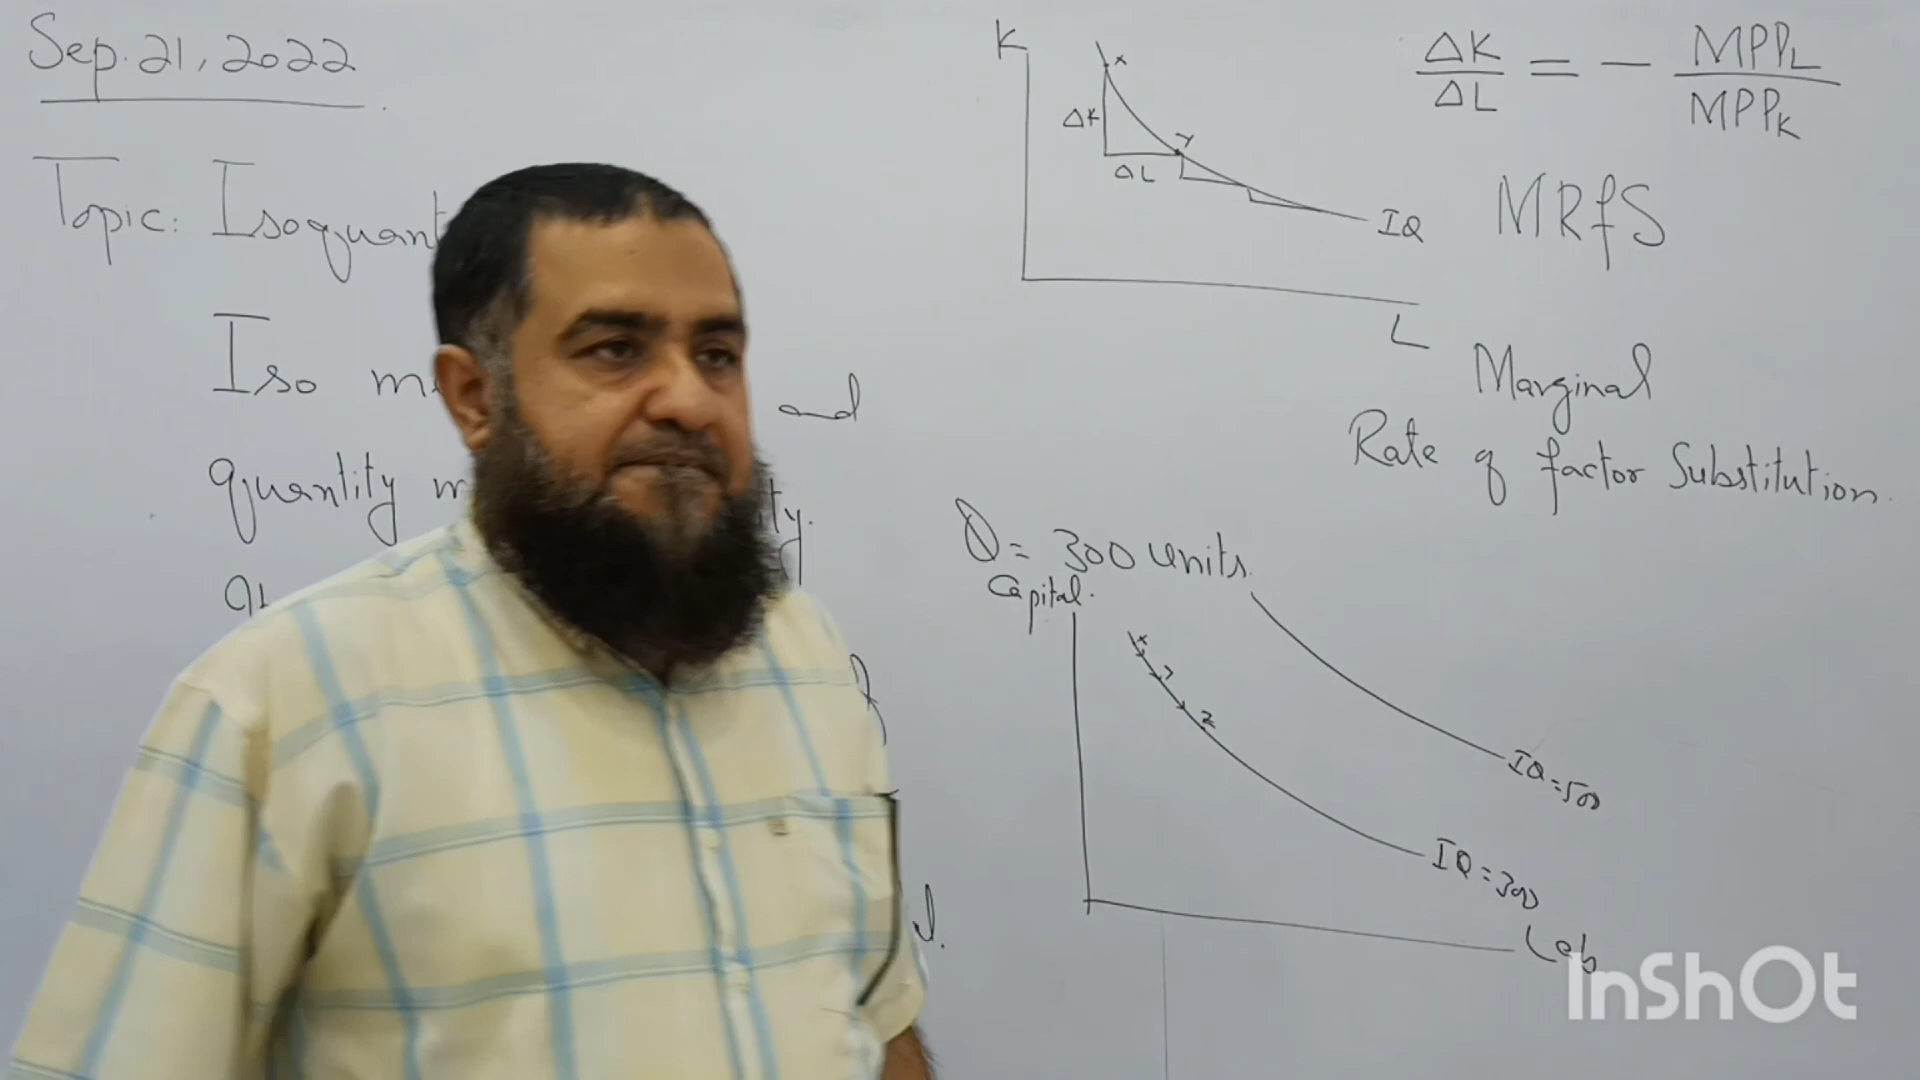 Sep. 21, 2022
Topic: Isoquant
Iso and
quantity
K
X
ΔK
Y
ΔL
IQ
L
ΔK/ΔL = - MPPL/MPPK
MRfS
Marginal
Rate of factor Substitution.
Q = 300 units.
Capital.
x
y
z
IQ = 500
IQ = 300
Lab
InShOt